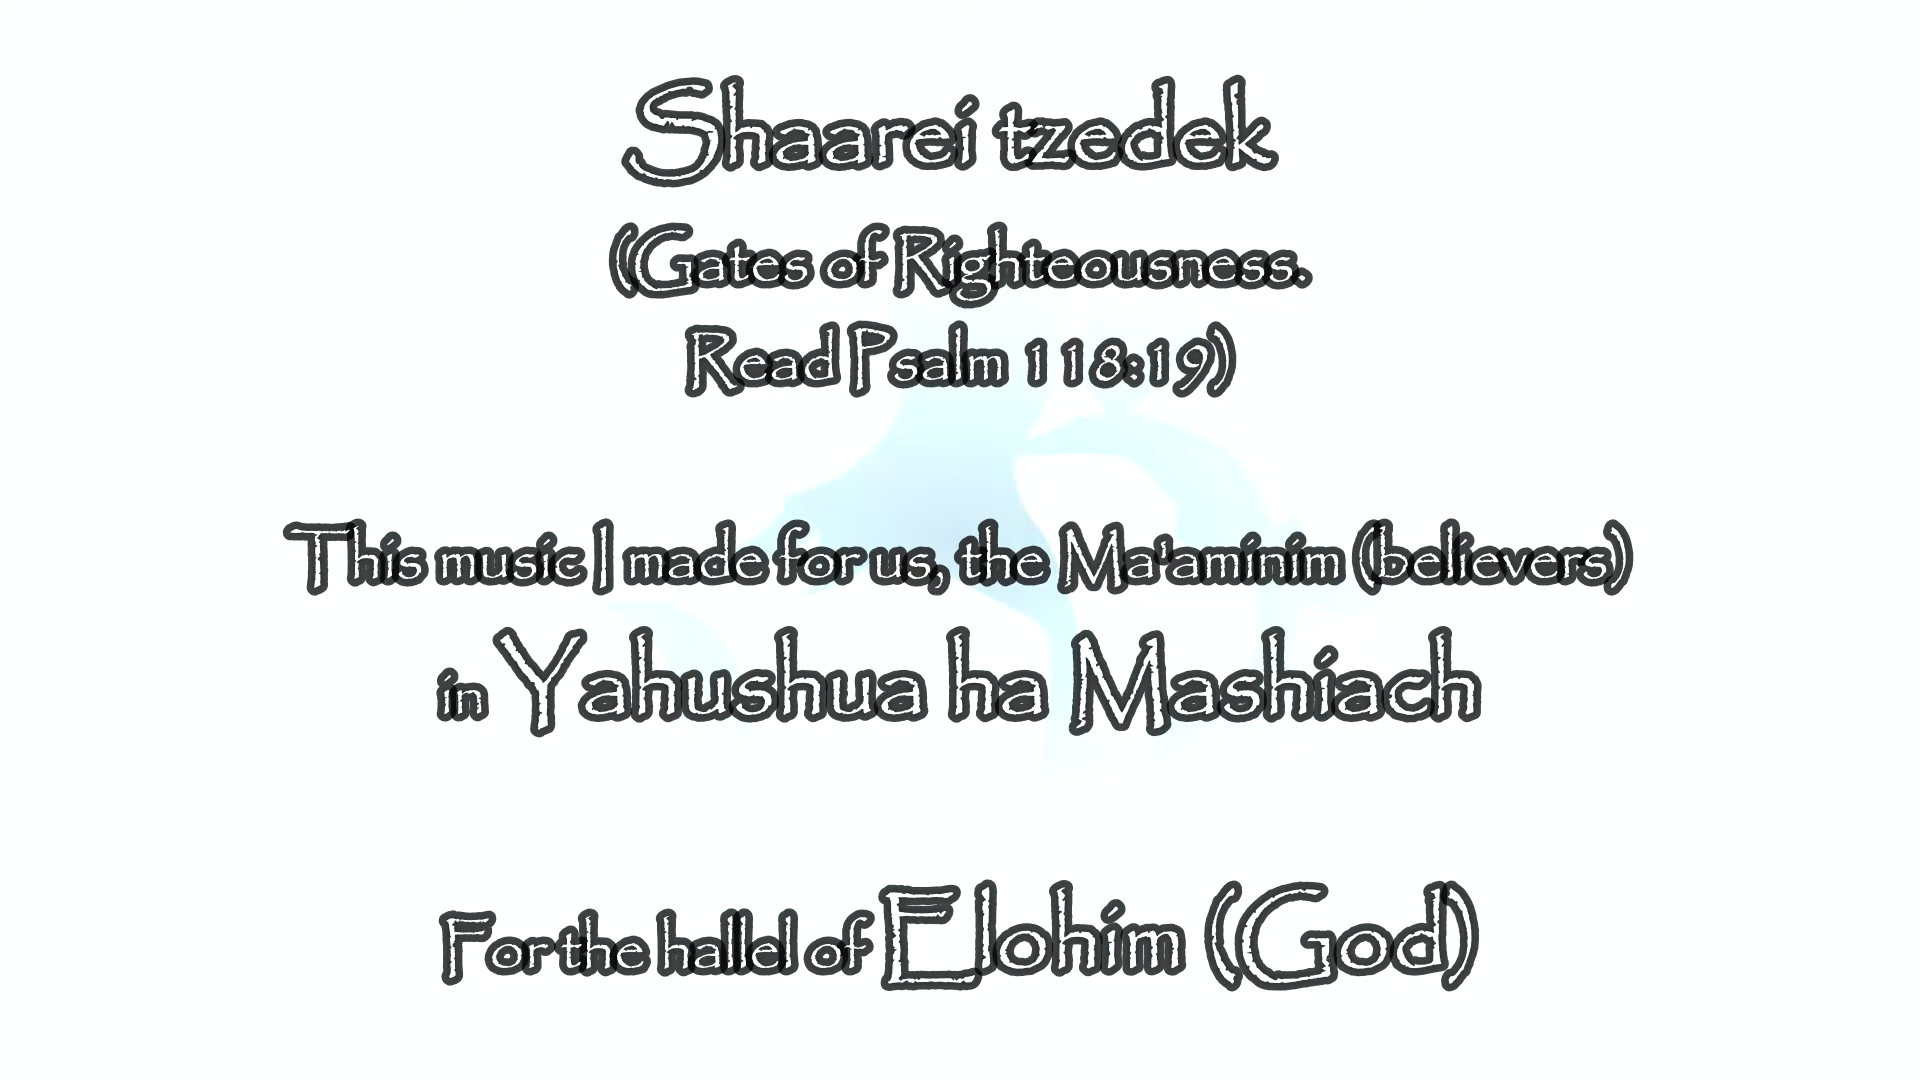 Shaarei tzedek
(Gates of Righteousness.
Read Psalm 118:19)
This music I made for us, the Ma'aminim (believers)
in Yahushua ha Mashiach
For the hallel of Elohim (God)